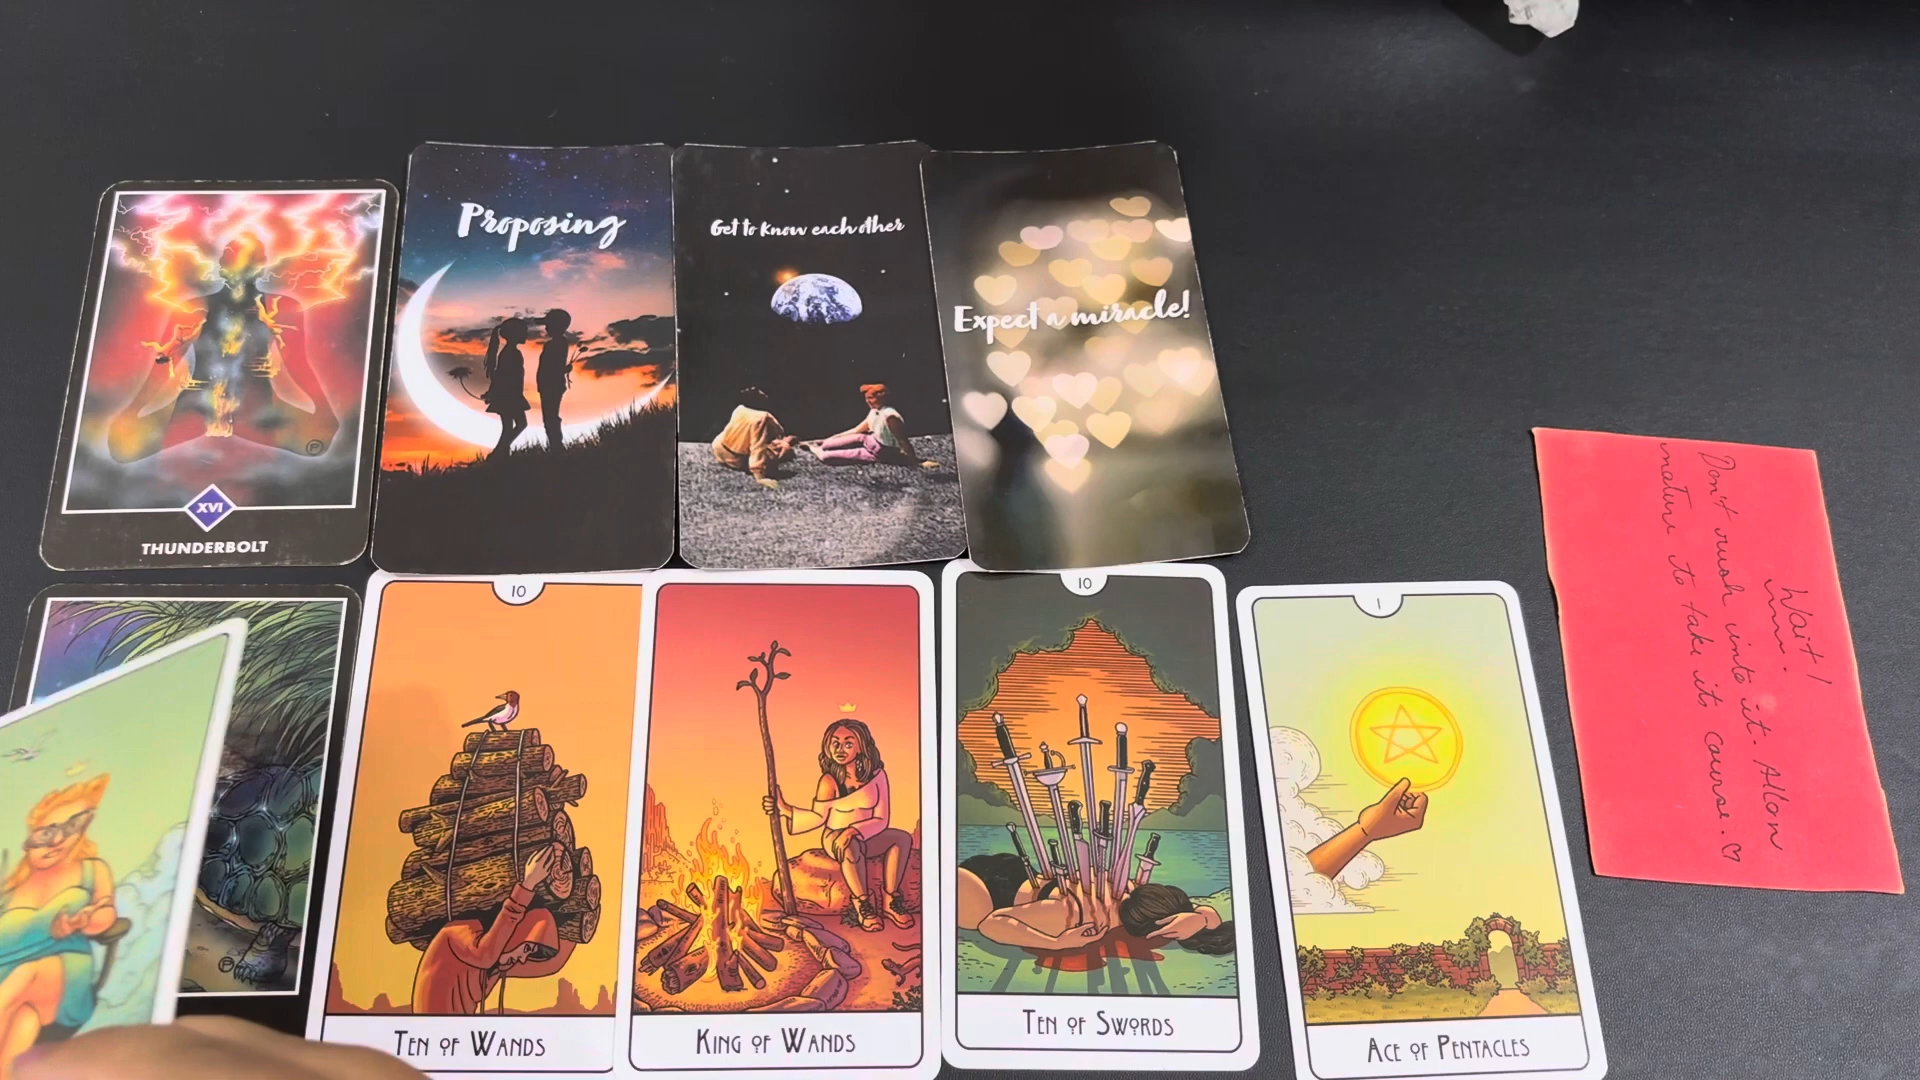 XVI
THUNDERBOLT
Proposing
Get to know each other
Expect a miracle!
10
TEN OF WANDS
KING OF WANDS
10
TEN OF SWORDS
1
ACE OF PENTACLES
Wait!
Don't rush into it. Allow
nature to take its course. ♡